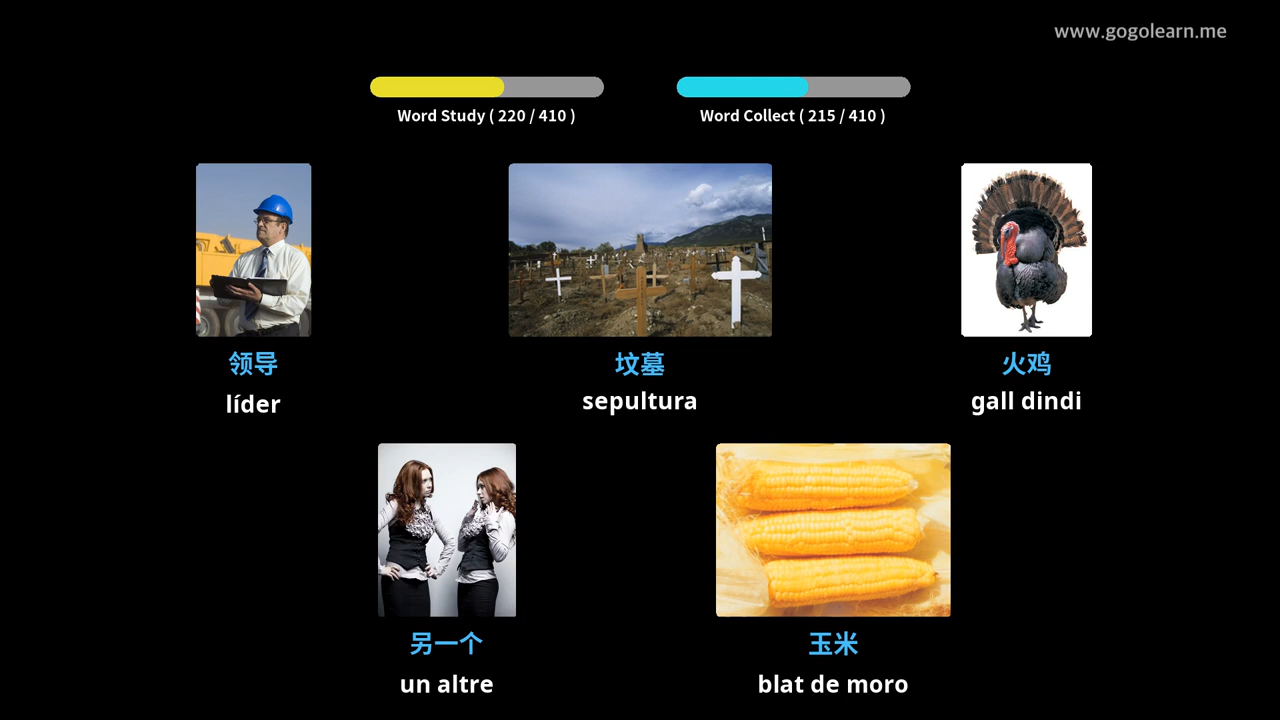 www.gogolearn.me
Word Study ( 220 / 410 )
Word Collect ( 215 / 410 )
领导
坟墓
火鸡
líder
sepultura
gall dindi
另一个
玉米
un altre
blat de moro